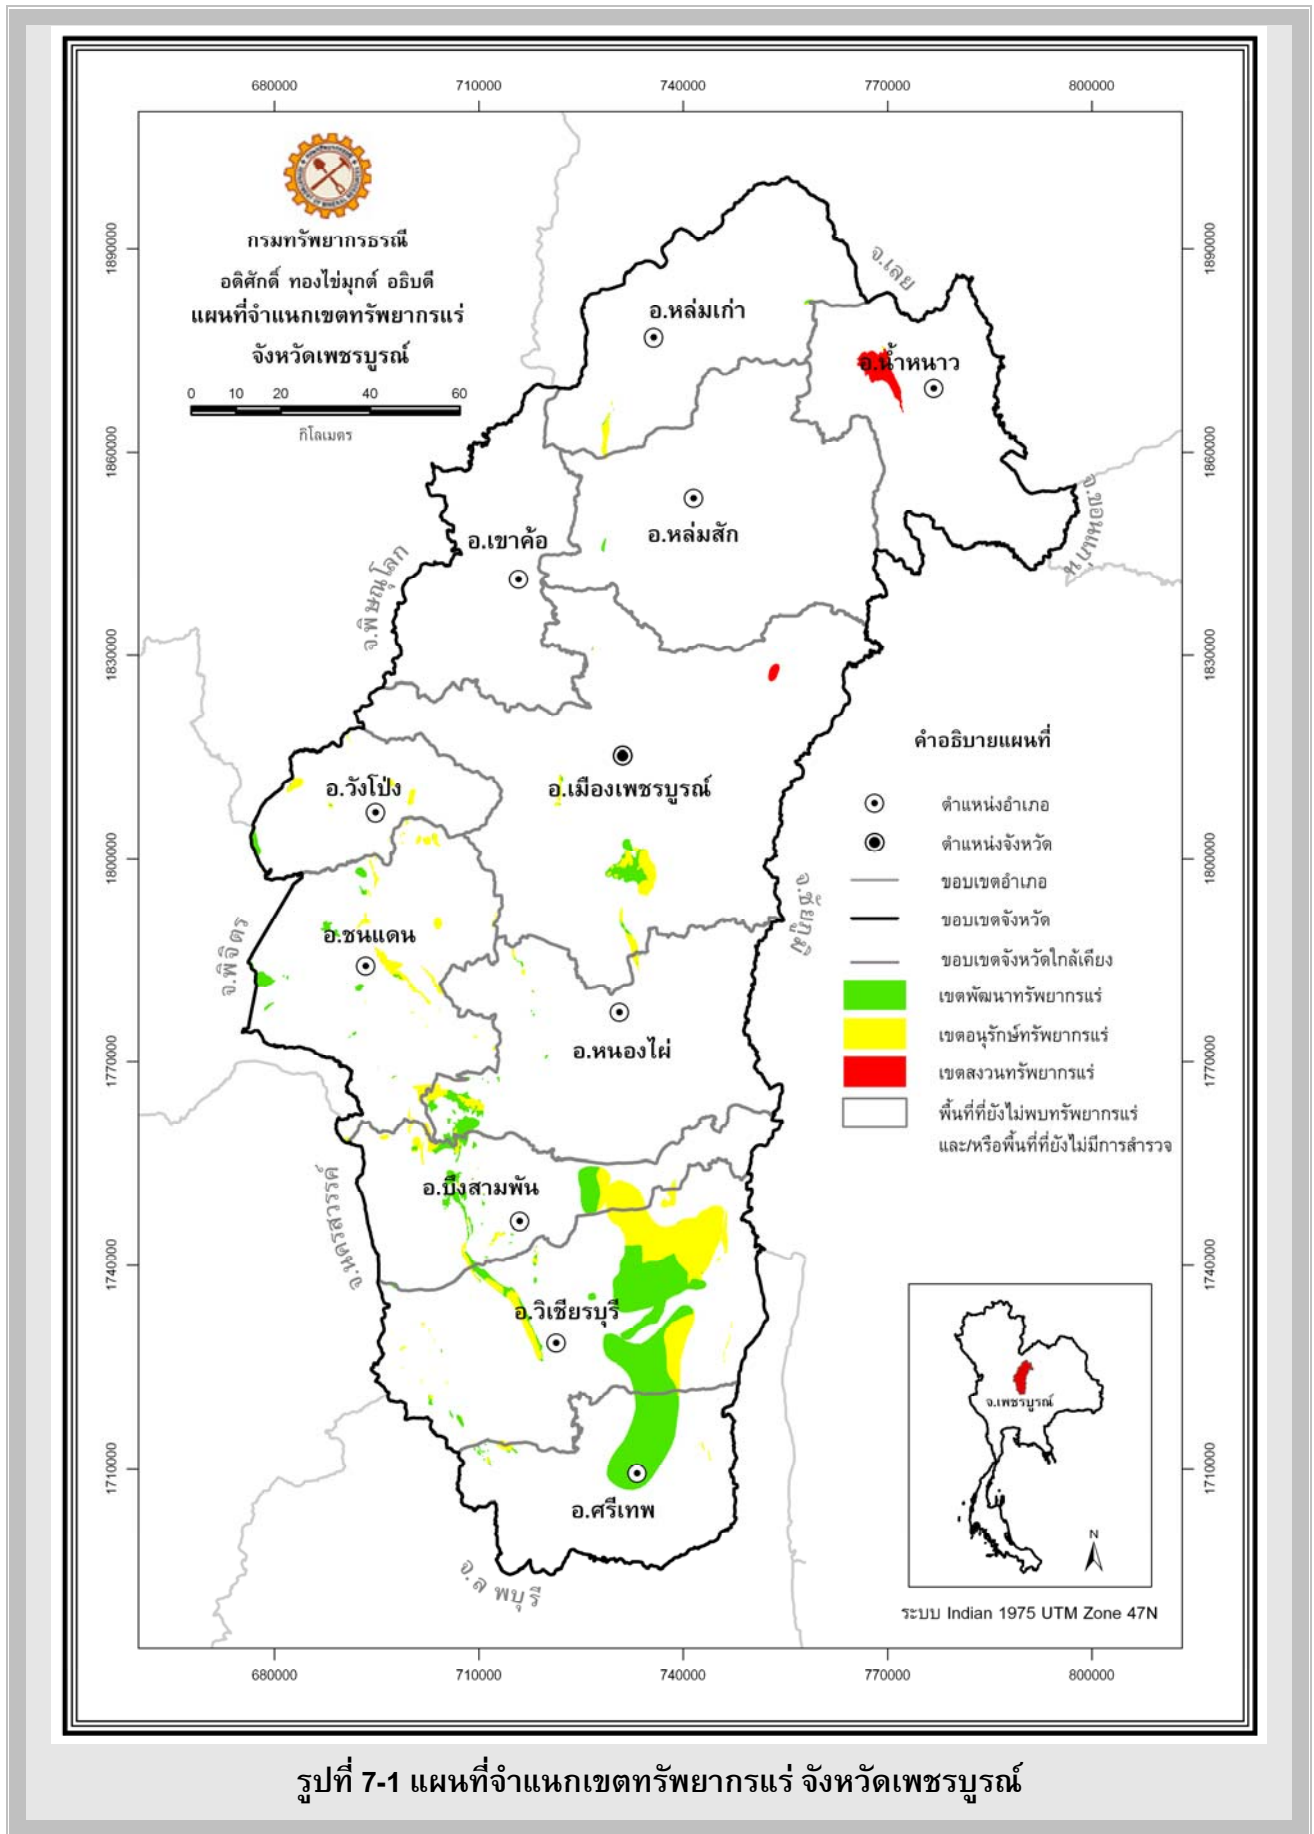 680000 710000 740000 770000 800000
กรมทรัพยากรธรณี
อดิศักดิ์ ทองไข่มุกต์ อธิบดี
แผนที่จำแนกเขตทรัพยากรแร่
จังหวัดเพชรบูรณ์
0 10 20 40 60
กิโลเมตร
1890000
1860000
1830000
1800000
1770000
1740000
1710000
1890000
1860000
1830000
1800000
1770000
1740000
1710000
จ.เลย
อ.หล่มเก่า
อ.น้ำหนาว
จ.ขอนแก่น
อ.หล่มสัก
อ.เขาค้อ
จ.พิษณุโลก
อ.เมืองเพชรบูรณ์
อ.วังโป่ง
จ.ชัยภูมิ
อ.ชนแดน
จ.พิจิตร
อ.หนองไผ่
อ.บึงสามพัน
จ.นครสวรรค์
อ.วิเชียรบุรี
อ.ศรีเทพ
จ.ลพบุรี
คำอธิบายแผนที่
ตำแหน่งอำเภอ
ตำแหน่งจังหวัด
ขอบเขตอำเภอ
ขอบเขตจังหวัด
ขอบเขตจังหวัดใกล้เคียง
เขตพัฒนาทรัพยากรแร่
เขตอนุรักษ์ทรัพยากรแร่
เขตสงวนทรัพยากรแร่
พื้นที่ที่ยังไม่พบทรัพยากรแร่
และ/หรือพื้นที่ที่ยังไม่มีการสำรวจ
จ.เพชรบูรณ์
N
ระบบ Indian 1975 UTM Zone 47N
680000 710000 740000 770000 800000
รูปที่ 7-1 แผนที่จำแนกเขตทรัพยากรแร่ จังหวัดเพชรบูรณ์